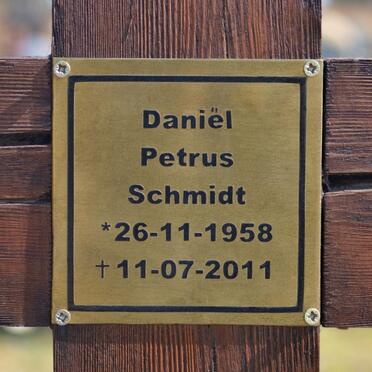 Daniël
Petrus
Schmidt
*26-11-1958
†11-07-2011